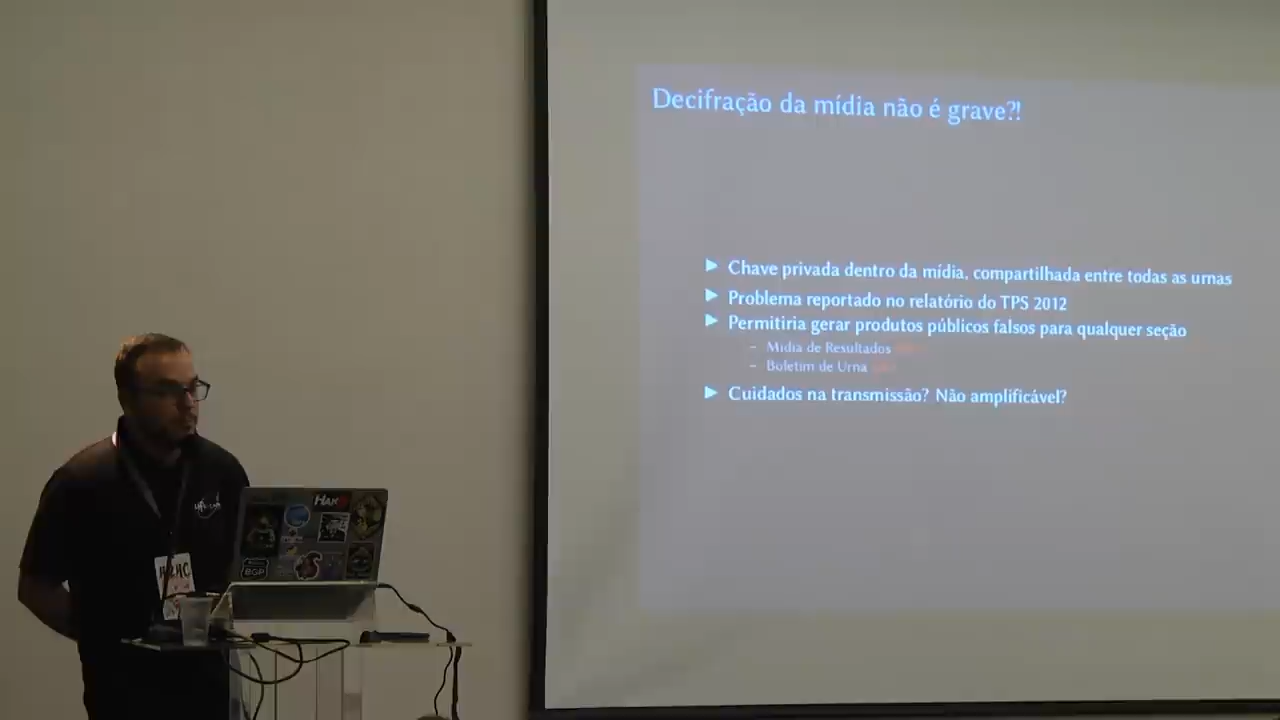 Decifração da mídia não é grave?!
▶ Chave privada dentro da mídia, compartilhada entre todas as urnas
▶ Problema reportado no relatório do TPS 2012
▶ Permitiria gerar produtos públicos falsos para qualquer seção
– Mídia de Resultados
– Boletim de Urna
▶ Cuidados na transmissão? Não amplificável?
BGP